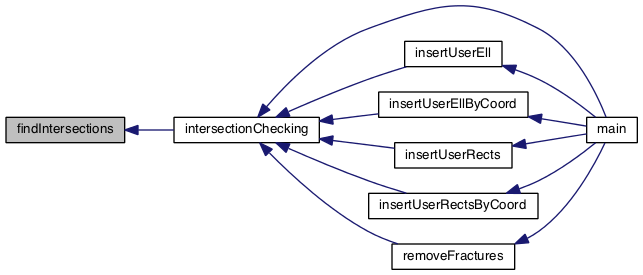 findIntersections
intersectionChecking
insertUserEll
insertUserEllByCoord
insertUserRects
insertUserRectsByCoord
removeFractures
main